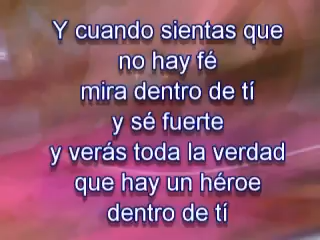 Y cuando sientas que
no hay fé
mira dentro de tí
y sé fuerte
y verás toda la verdad
que hay un héroe
dentro de tí